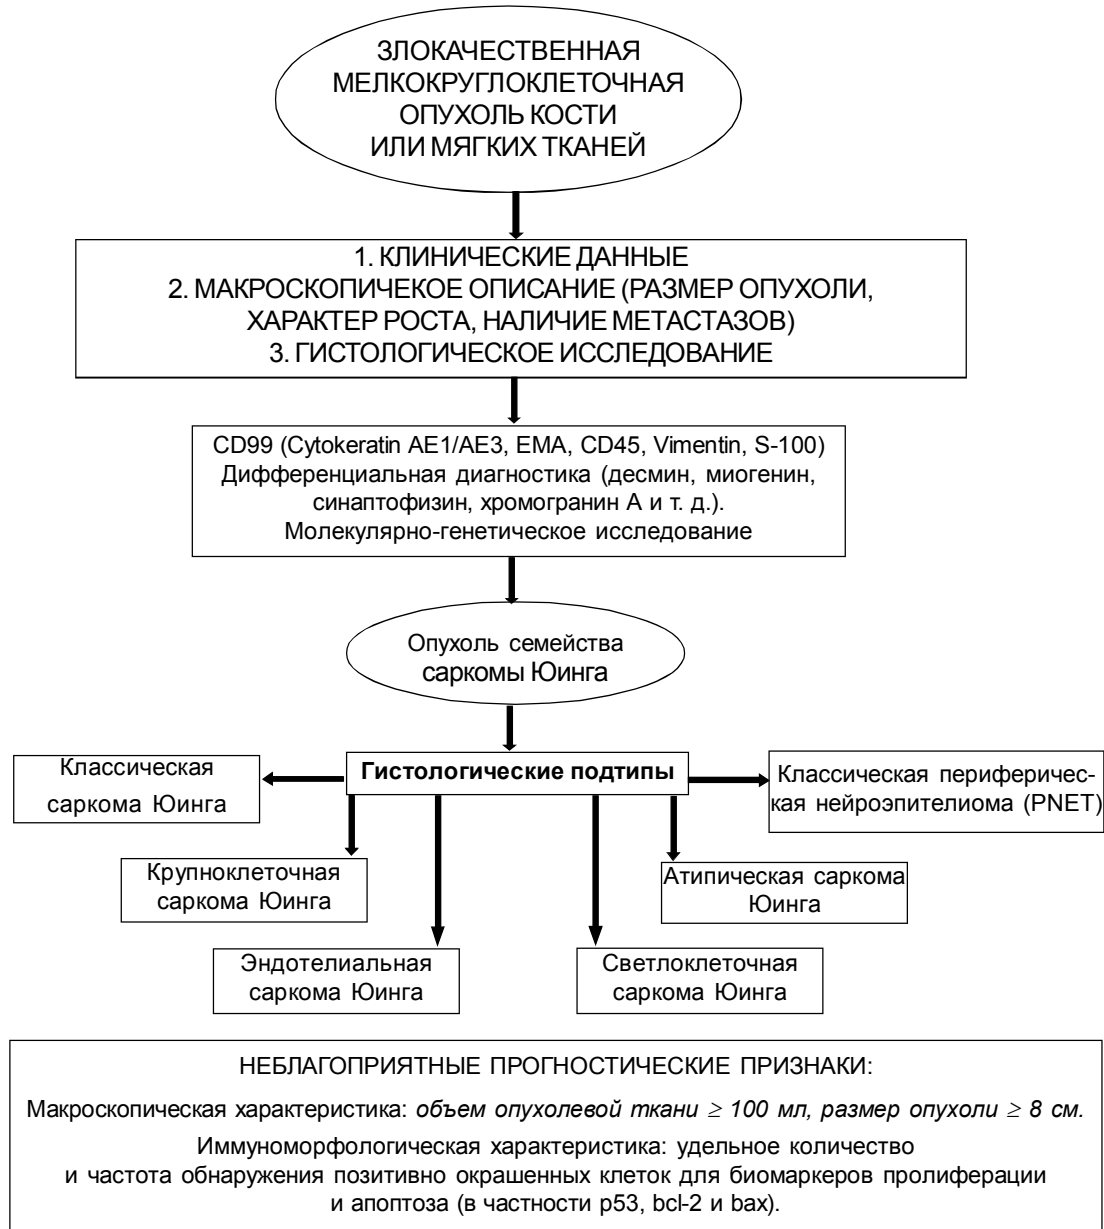 ЗЛОКАЧЕСТВЕННАЯ
МЕЛКОКРУГЛОКЛЕТОЧНАЯ
ОПУХОЛЬ КОСТИ
ИЛИ МЯГКИХ ТКАНЕЙ
1. КЛИНИЧЕСКИЕ ДАННЫЕ
2. МАКРОСКОПИЧЕКОЕ ОПИСАНИЕ (РАЗМЕР ОПУХОЛИ,
ХАРАКТЕР РОСТА, НАЛИЧИЕ МЕТАСТАЗОВ)
3. ГИСТОЛОГИЧЕСКОЕ ИССЛЕДОВАНИЕ
CD99 (Cytokeratin AE1/AE3, EMA, CD45, Vimentin, S-100)
Дифференциальная диагностика (десмин, миогенин,
синаптофизин, хромогранин А и т. д.).
Молекулярно-генетическое исследование
Опухоль семейства
саркомы Юинга
Гистологические подтипы
Классическая
саркома Юинга
Классическая перифериче-
ская нейроэпителиома (PNET)
Крупноклеточная
саркома Юинга
Атипическая саркома
Юинга
Эндотелиальная
саркома Юинга
Светлоклеточная
саркома Юинга
НЕБЛАГОПРИЯТНЫЕ ПРОГНОСТИЧЕСКИЕ ПРИЗНАКИ:
Макроскопическая характеристика: объем опухолевой ткани ≥ 100 мл, размер опухоли ≥ 8 см.
Иммуноморфологическая характеристика: удельное количество
и частота обнаружения позитивно окрашенных клеток для биомаркеров пролиферации
и апоптоза (в частности p53, bcl-2 и bax).